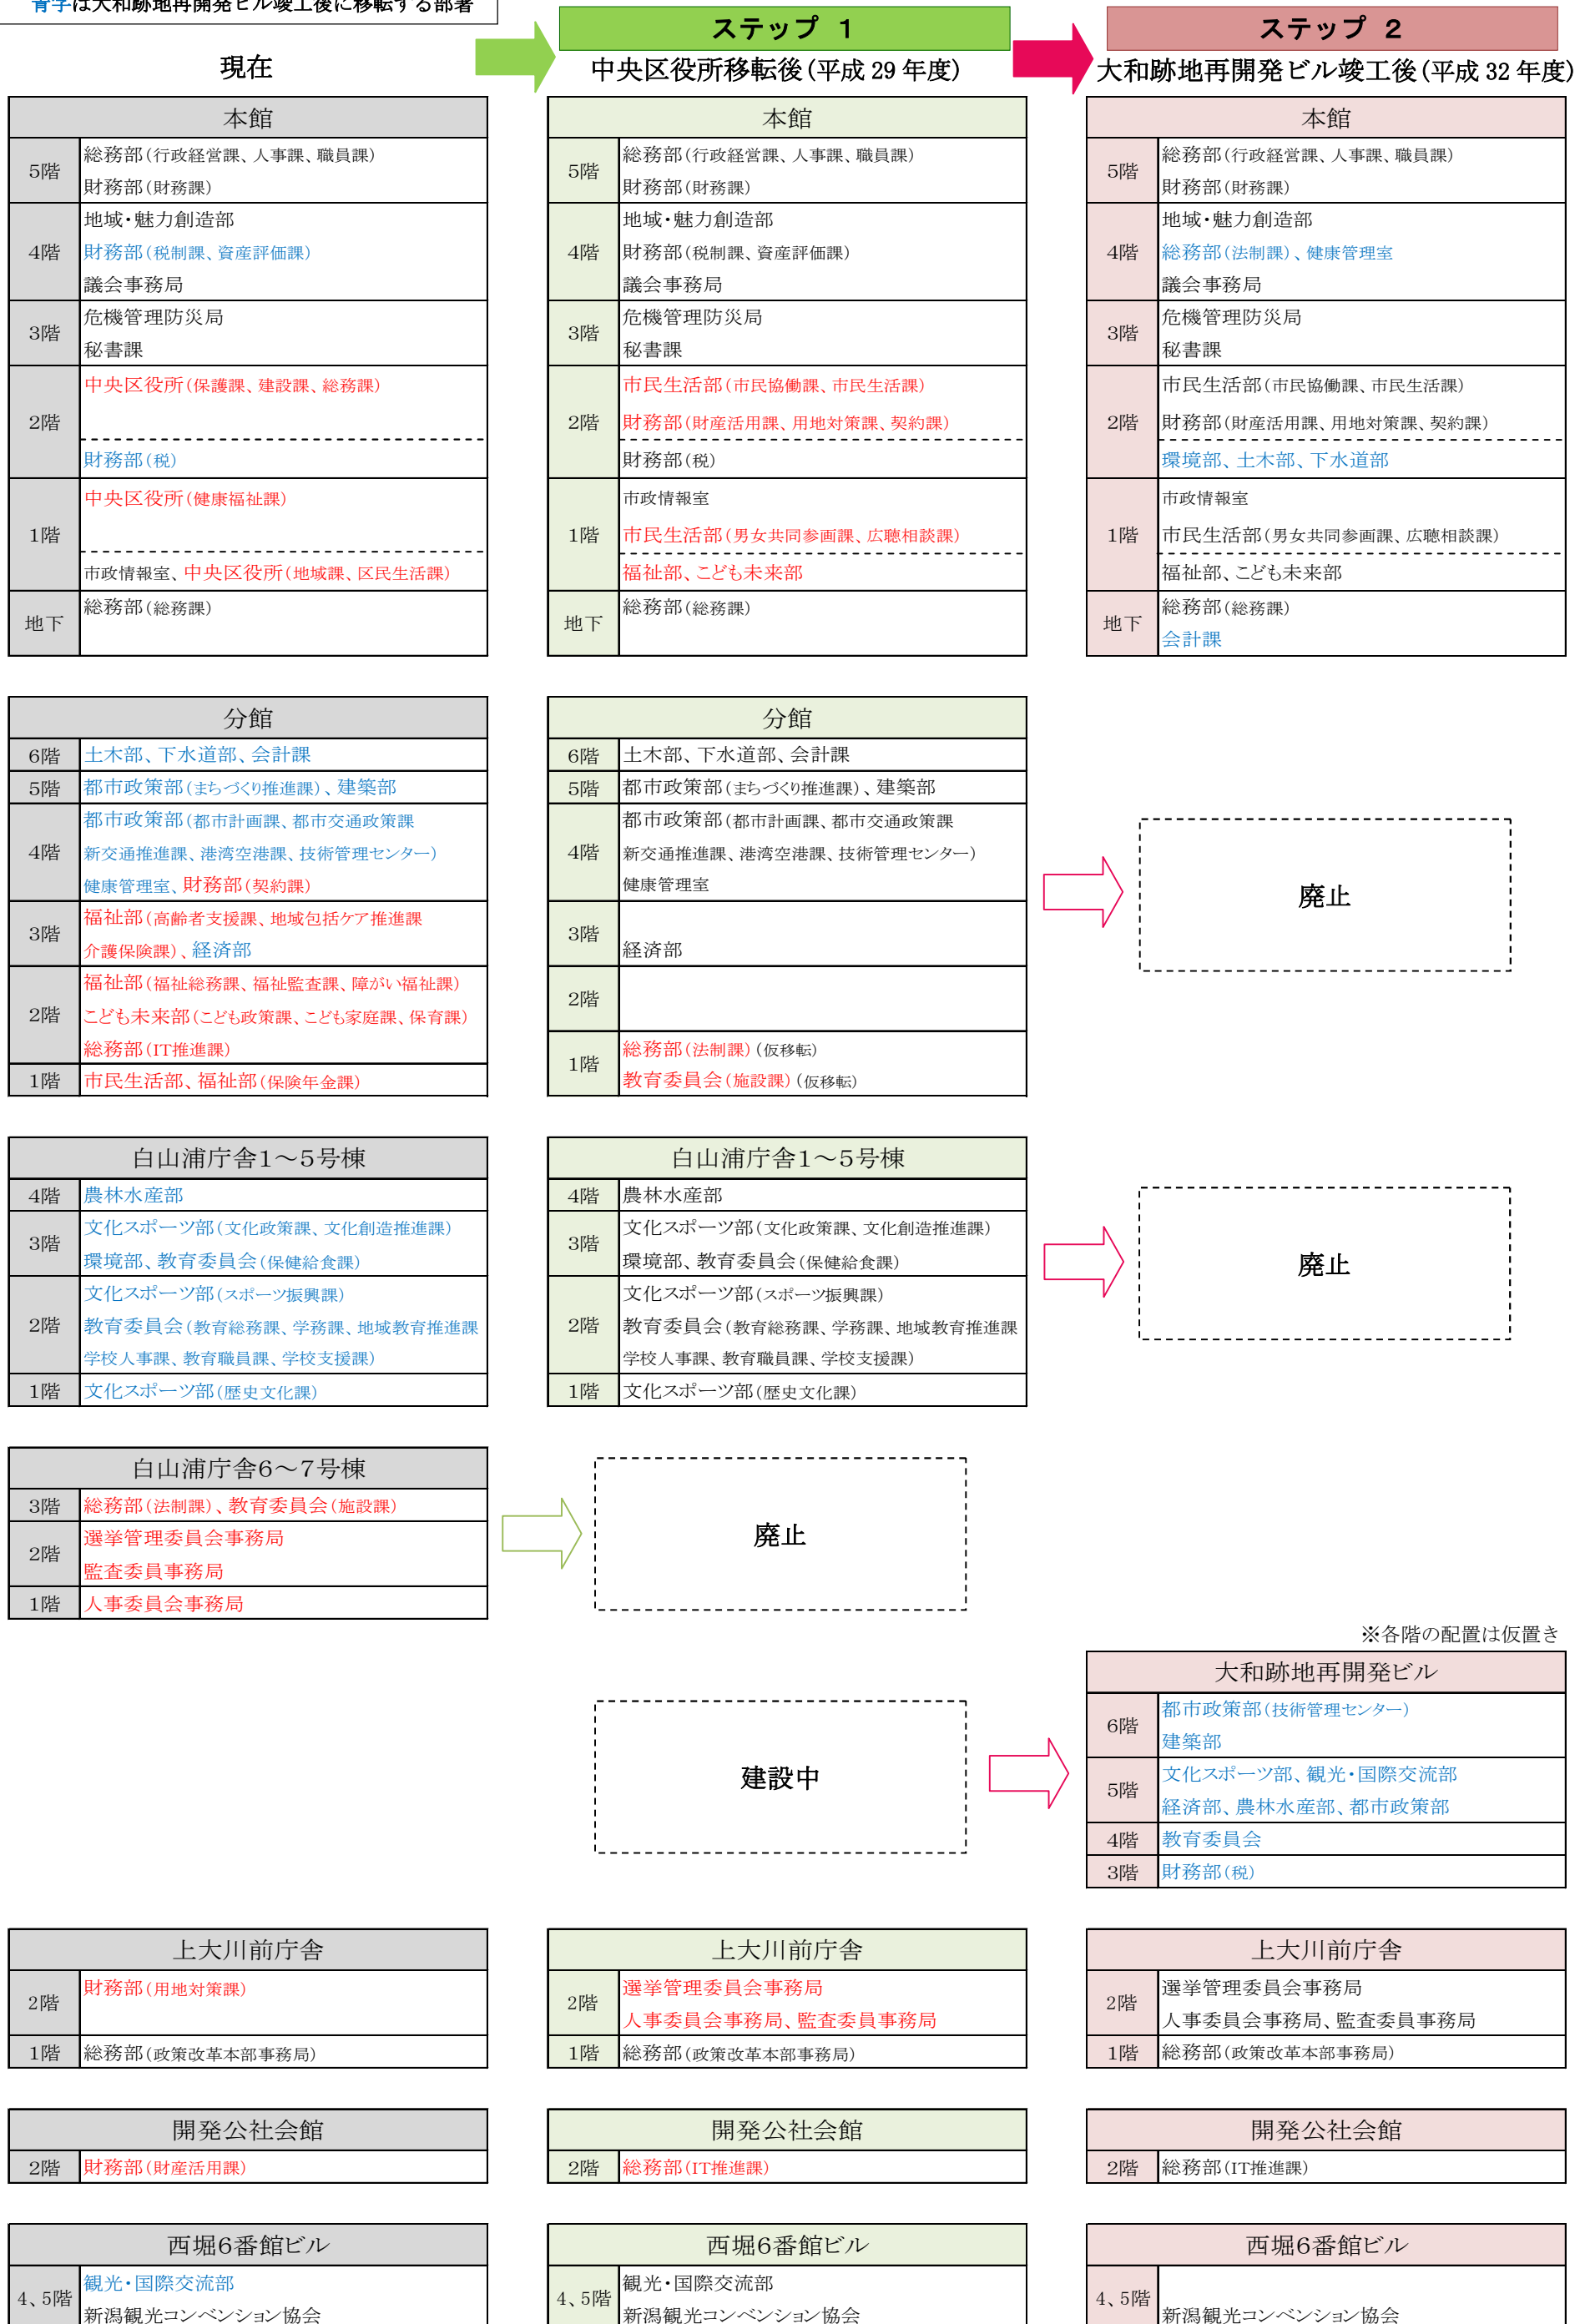 青字は大和跡地再開発ビル竣工後に移転する部署
ステップ 1
ステップ 2
現在
中央区役所移転後(平成 29 年度)
大和跡地再開発ビル竣工後(平成 32 年度)
本館
5階
総務部(行政経営課、人事課、職員課)
財務部(財務課)
4階
地域・魅力創造部
財務部(税制課、資産評価課)
議会事務局
3階
危機管理防災局
秘書課
2階
中央区役所(保護課、建設課、総務課)
財務部(税)
1階
中央区役所(健康福祉課)
市政情報室、中央区役所(地域課、区民生活課)
地下
総務部(総務課)
本館
5階
総務部(行政経営課、人事課、職員課)
財務部(財務課)
4階
地域・魅力創造部
財務部(税制課、資産評価課)
議会事務局
3階
危機管理防災局
秘書課
2階
市民生活部(市民協働課、市民生活課)
財務部(財産活用課、用地対策課、契約課)
財務部(税)
1階
市政情報室
市民生活部(男女共同参画課、広聴相談課)
福祉部、こども未来部
地下
総務部(総務課)
本館
5階
総務部(行政経営課、人事課、職員課)
財務部(財務課)
4階
地域・魅力創造部
総務部(法制課)、健康管理室
議会事務局
3階
危機管理防災局
秘書課
2階
市民生活部(市民協働課、市民生活課)
財務部(財産活用課、用地対策課、契約課)
環境部、土木部、下水道部
1階
市政情報室
市民生活部(男女共同参画課、広聴相談課)
福祉部、こども未来部
地下
総務部(総務課)
会計課
分館
6階
土木部、下水道部、会計課
5階
都市政策部(まちづくり推進課)、建築部
4階
都市政策部(都市計画課、都市交通政策課
新交通推進課、港湾空港課、技術管理センター)
健康管理室、財務部(契約課)
3階
福祉部(高齢者支援課、地域包括ケア推進課
介護保険課)、経済部
2階
福祉部(福祉総務課、福祉監査課、障がい福祉課)
こども未来部(こども政策課、こども家庭課、保育課)
総務部(IT推進課)
1階
市民生活部、福祉部(保険年金課)
分館
6階
土木部、下水道部、会計課
5階
都市政策部(まちづくり推進課)、建築部
4階
都市政策部(都市計画課、都市交通政策課
新交通推進課、港湾空港課、技術管理センター)
健康管理室
3階
経済部
2階
1階
総務部(法制課)(仮移転)
教育委員会(施設課)(仮移転)
廃止
白山浦庁舎1～5号棟
4階
農林水産部
3階
文化スポーツ部(文化政策課、文化創造推進課)
環境部、教育委員会(保健給食課)
2階
文化スポーツ部(スポーツ振興課)
教育委員会(教育総務課、学務課、地域教育推進課
学校人事課、教育職員課、学校支援課)
1階
文化スポーツ部(歴史文化課)
白山浦庁舎1～5号棟
4階
農林水産部
3階
文化スポーツ部(文化政策課、文化創造推進課)
環境部、教育委員会(保健給食課)
2階
文化スポーツ部(スポーツ振興課)
教育委員会(教育総務課、学務課、地域教育推進課
学校人事課、教育職員課、学校支援課)
1階
文化スポーツ部(歴史文化課)
廃止
白山浦庁舎6～7号棟
3階
総務部(法制課)、教育委員会(施設課)
2階
選挙管理委員会事務局
監査委員事務局
1階
人事委員会事務局
廃止
※各階の配置は仮置き
建設中
大和跡地再開発ビル
6階
都市政策部(技術管理センター)
建築部
5階
文化スポーツ部、観光・国際交流部
経済部、農林水産部、都市政策部
4階
教育委員会
3階
財務部(税)
上大川前庁舎
2階
財務部(用地対策課)
1階
総務部(政策改革本部事務局)
上大川前庁舎
2階
選挙管理委員会事務局
人事委員会事務局、監査委員事務局
1階
総務部(政策改革本部事務局)
上大川前庁舎
2階
選挙管理委員会事務局
人事委員会事務局、監査委員事務局
1階
総務部(政策改革本部事務局)
開発公社会館
2階
財務部(財産活用課)
開発公社会館
2階
総務部(IT推進課)
開発公社会館
2階
総務部(IT推進課)
西堀6番館ビル
4、5階
観光・国際交流部
新潟観光コンベンション協会
西堀6番館ビル
4、5階
観光・国際交流部
新潟観光コンベンション協会
西堀6番館ビル
4、5階
新潟観光コンベンション協会